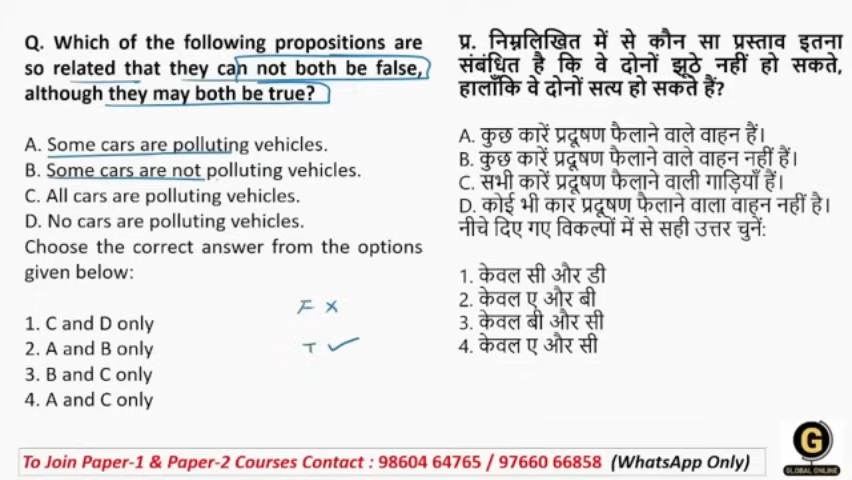 Q. Which of the following propositions are
so related that they can not both be false,
although they may both be true?
A. Some cars are polluting vehicles.
B. Some cars are not polluting vehicles.
C. All cars are polluting vehicles.
D. No cars are polluting vehicles.
Choose the correct answer from the options
given below:
1. C and D only
2. A and B only
3. B and C only
4. A and C only
F ×
T ✓
प्र. निम्नलिखित में से कौन सा प्रस्ताव इतना
संबंधित है कि वे दोनों झूठे नहीं हो सकते,
हालाँकि वे दोनों सत्य हो सकते हैं?
A. कुछ कारें प्रदूषण फैलाने वाले वाहन हैं।
B. कुछ कारें प्रदूषण फैलाने वाले वाहन नहीं हैं।
C. सभी कारें प्रदूषण फैलाने वाली गाड़ियाँ हैं।
D. कोई भी कार प्रदूषण फैलाने वाला वाहन नहीं है।
नीचे दिए गए विकल्पों में से सही उत्तर चुनें:
1. केवल सी और डी
2. केवल ए और बी
3. केवल बी और सी
4. केवल ए और सी
To Join Paper-1 & Paper-2 Courses Contact : 98604 64765 / 97660 66858 (WhatsApp Only)
G
GLOBAL ONLINE